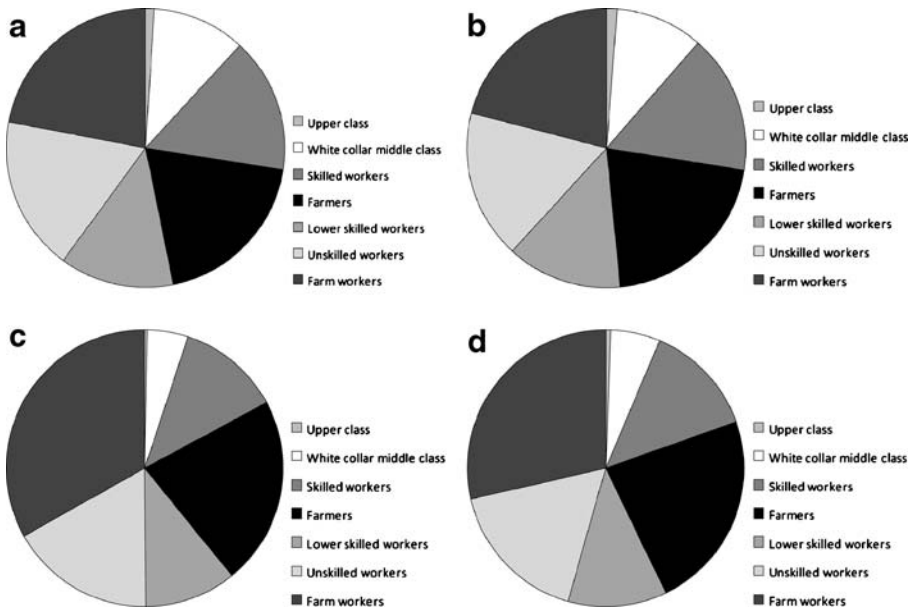 a
Upper class
White collar middle class
Skilled workers
Farmers
Lower skilled workers
Unskilled workers
Farm workers
b
Upper class
White collar middle class
Skilled workers
Farmers
Lower skilled workers
Unskilled workers
Farm workers
c
Upper class
White collar middle class
Skilled workers
Farmers
Lower skilled workers
Unskilled workers
Farm workers
d
Upper class
White collar middle class
Skilled workers
Farmers
Lower skilled workers
Unskilled workers
Farm workers